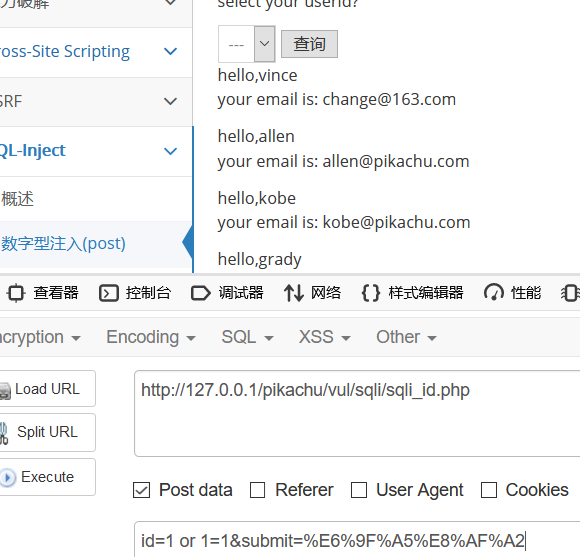 力破解
ross-Site Scripting
SRF
QL-Inject
概述
数字型注入(post)
select your userid?
--- 查询
hello,vince
your email is: change@163.com
hello,allen
your email is: allen@pikachu.com
hello,kobe
your email is: kobe@pikachu.com
hello,grady
查看器 控制台 调试器 网络 样式编辑器 性能
ncryption Encoding SQL XSS Other
Load URL
Split URL
Execute
http://127.0.0.1/pikachu/vul/sqli/sqli_id.php
Post data Referer User Agent Cookies
id=1 or 1=1&submit=%E6%9F%A5%E8%AF%A2